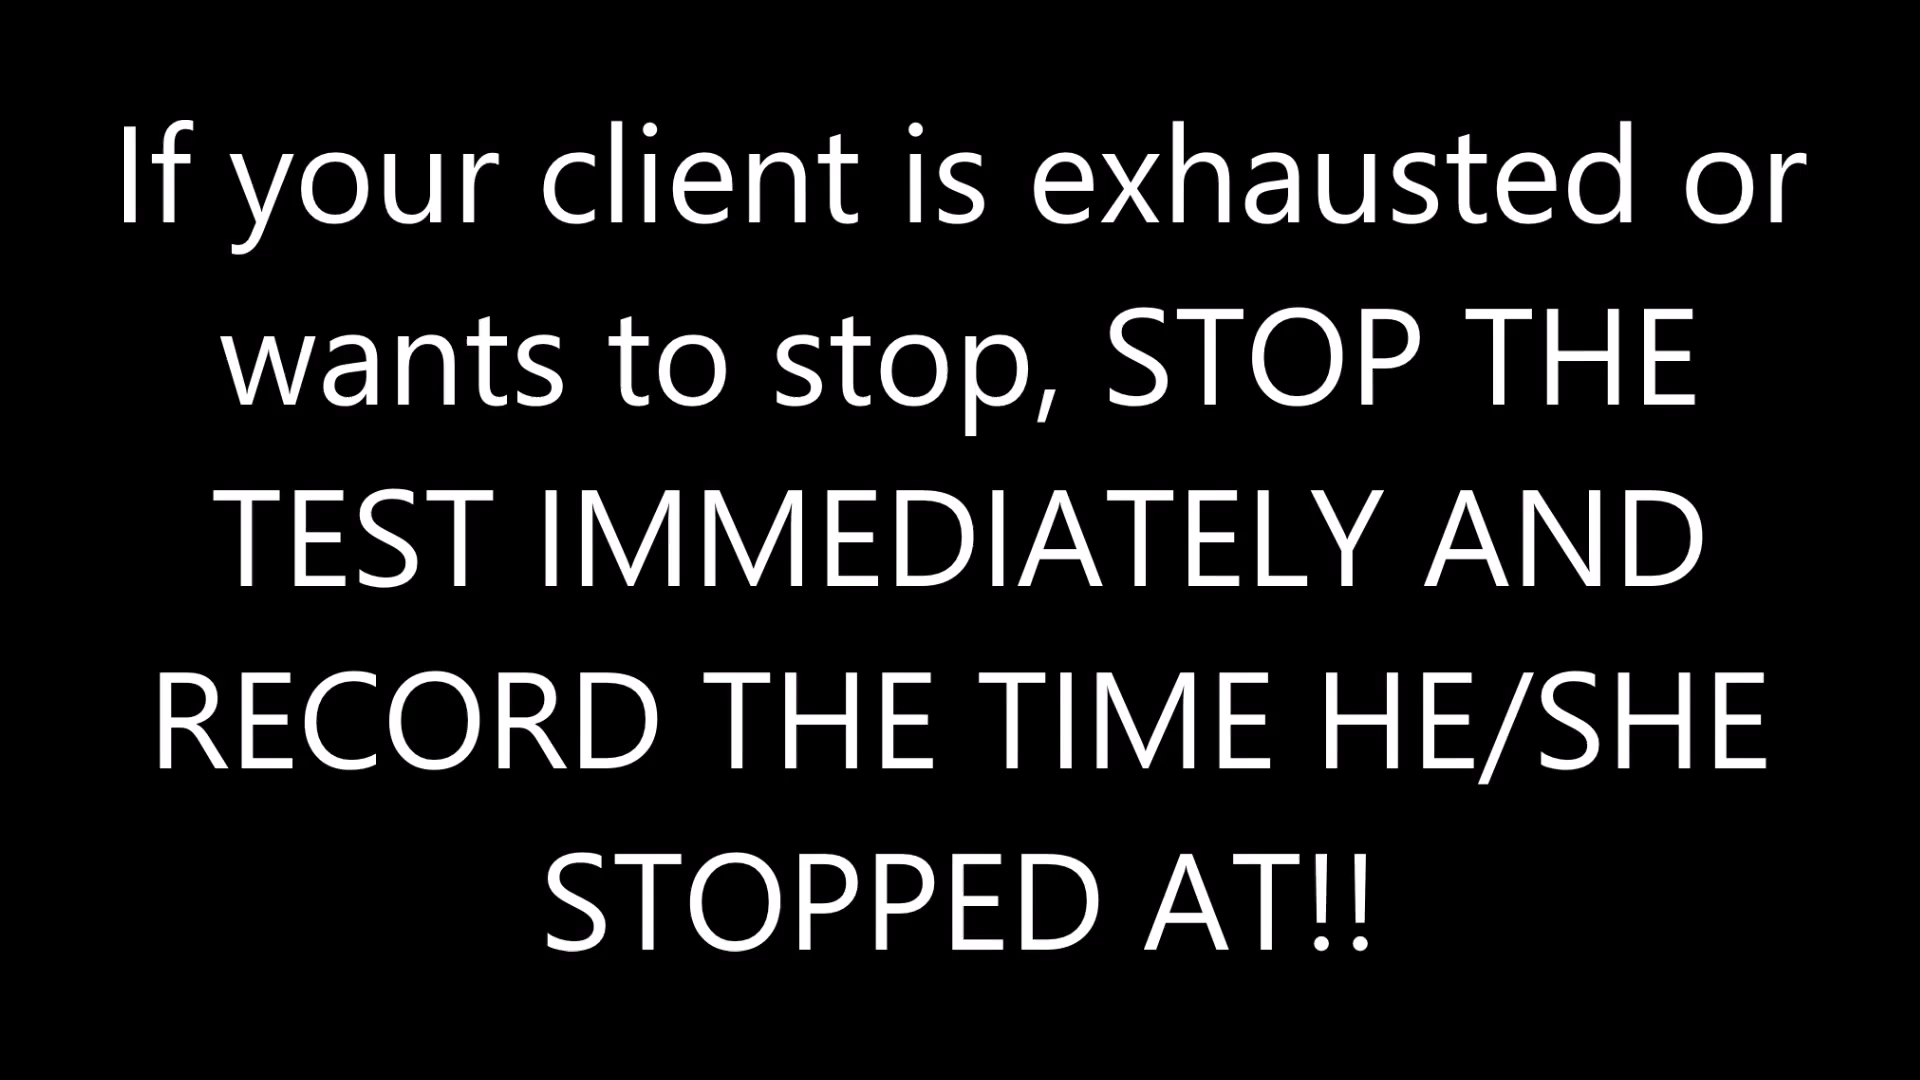 If your client is exhausted or
wants to stop, STOP THE
TEST IMMEDIATELY AND
RECORD THE TIME HE/SHE
STOPPED AT!!